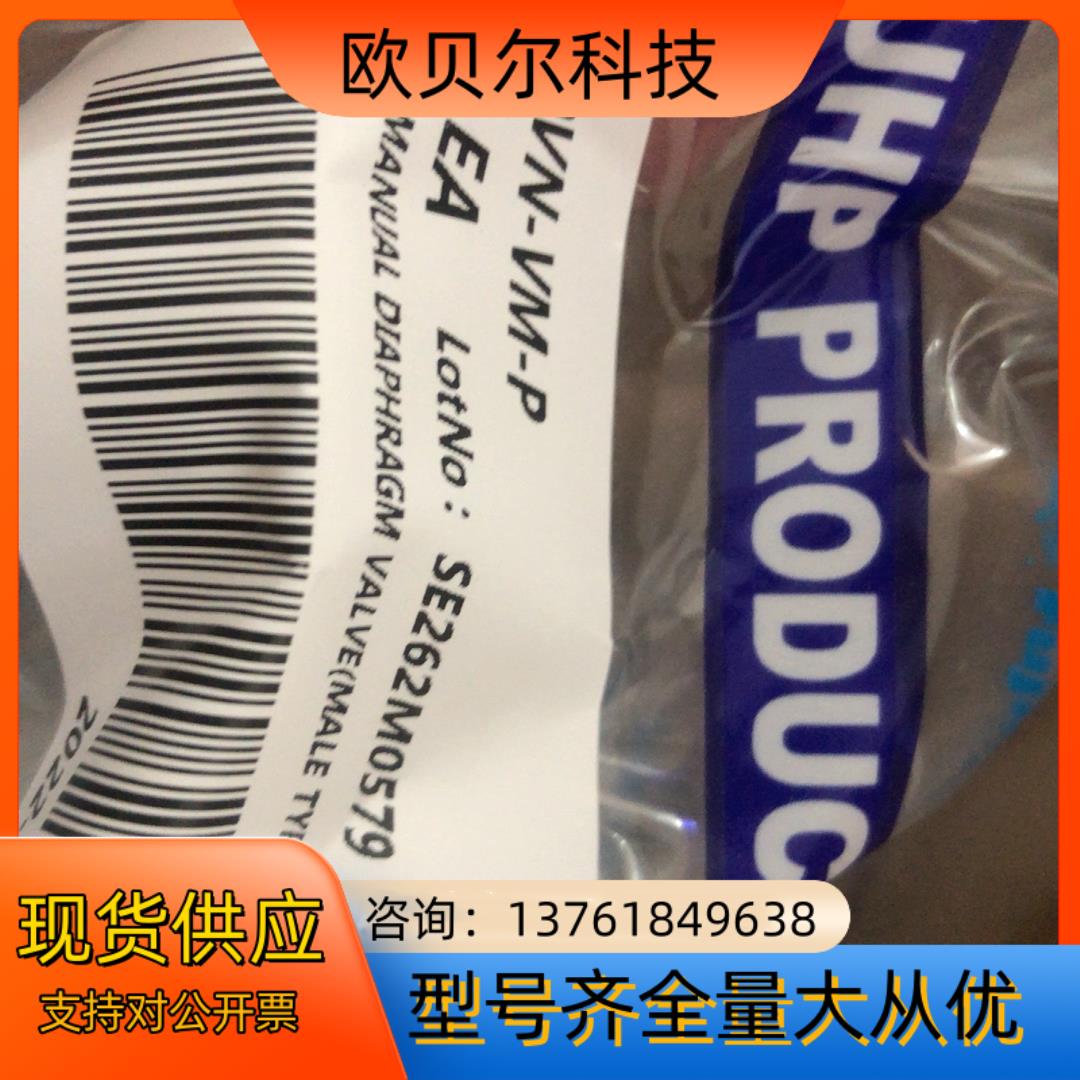 欧贝尔科技
VN-VM-P
EA LotNo: SE262M0579
MANUAL DIAPHRAGM VALVE(MALE
2022
UHP PRODUC
现货供应
支持对公开票
咨询：13761849638
型号齐全量大从优